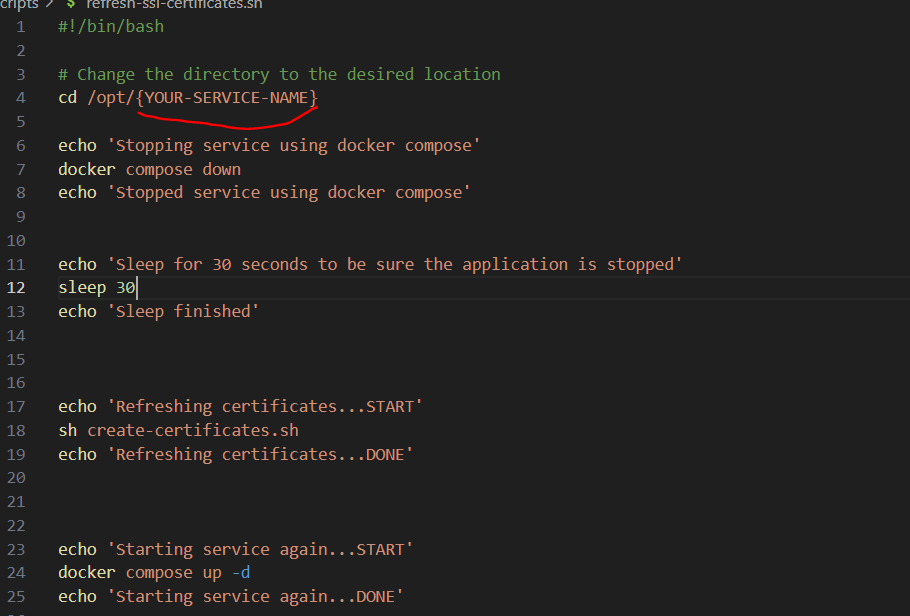 cripts > $ refresh-ssl-certificates.sh
1 #!/bin/bash
2
3 # Change the directory to the desired location
4 cd /opt/{YOUR-SERVICE-NAME}
5
6 echo 'Stopping service using docker compose'
7 docker compose down
8 echo 'Stopped service using docker compose'
9
10
11 echo 'Sleep for 30 seconds to be sure the application is stopped'
12 sleep 30
13 echo 'Sleep finished'
14
15
16
17 echo 'Refreshing certificates...START'
18 sh create-certificates.sh
19 echo 'Refreshing certificates...DONE'
20
21
22
23 echo 'Starting service again...START'
24 docker compose up -d
25 echo 'Starting service again...DONE'